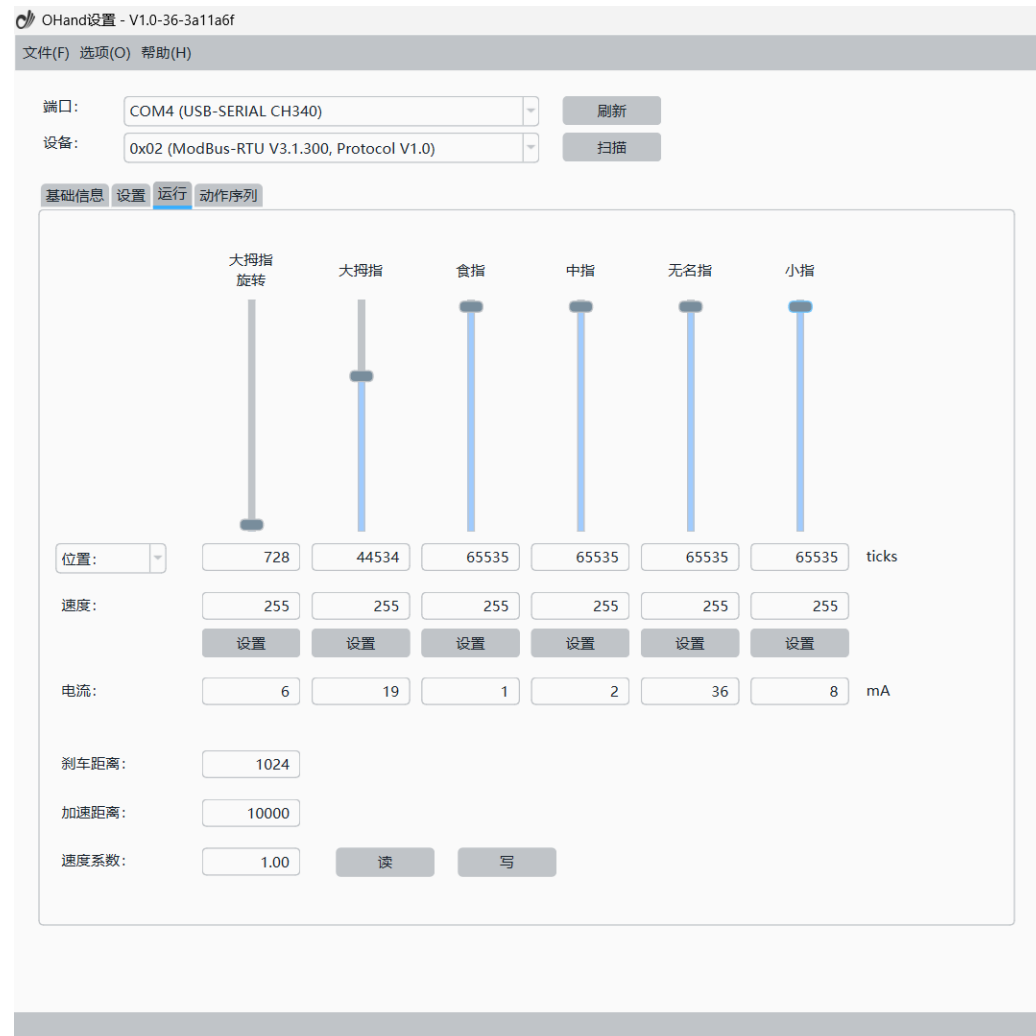 OHand设置 - V1.0-36-3a11a6f
文件(F) 选项(O) 帮助(H)
端口: COM4 (USB-SERIAL CH340) 刷新
设备: 0x02 (ModBus-RTU V3.1.300, Protocol V1.0) 扫描
基础信息 设置 运行 动作序列
大拇指
旋转 大拇指 食指 中指 无名指 小指
位置: 728 44534 65535 65535 65535 65535 ticks
速度: 255 255 255 255 255 255
设置 设置 设置 设置 设置 设置
电流: 6 19 1 2 36 8 mA
刹车距离: 1024
加速距离: 10000
速度系数: 1.00 读 写